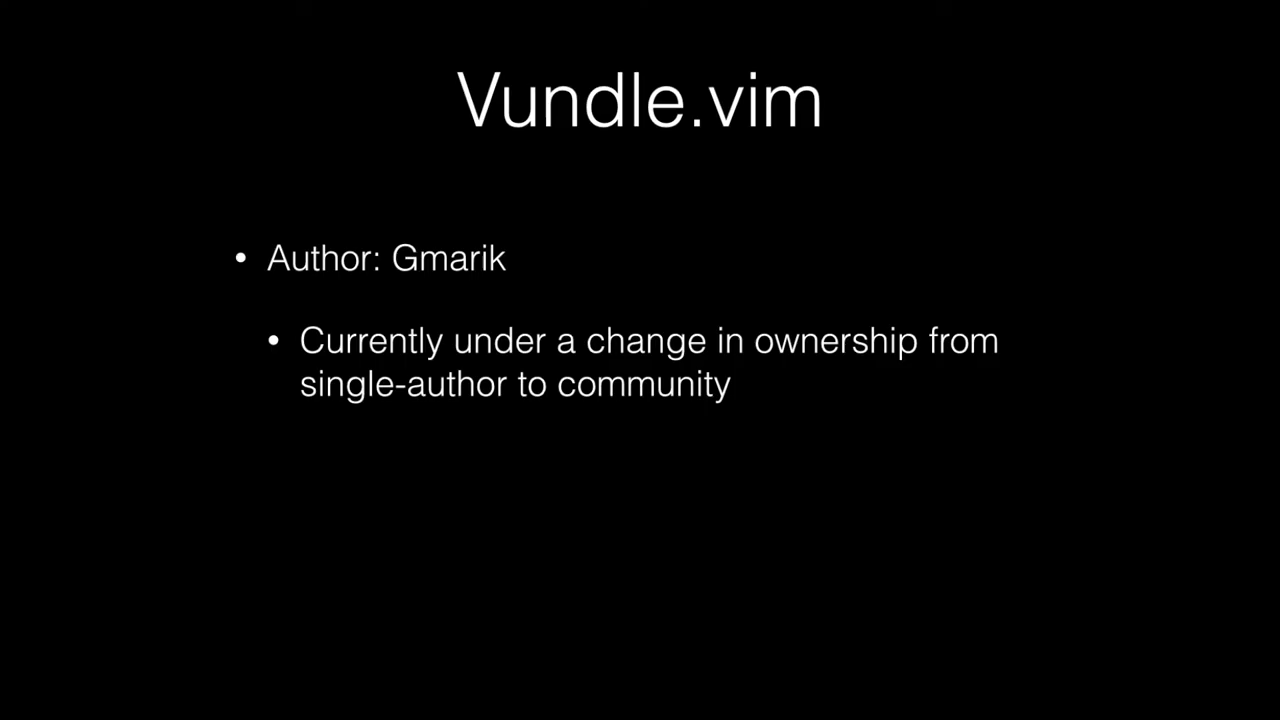 Vundle.vim
• Author: Gmarik
• Currently under a change in ownership from
single-author to community